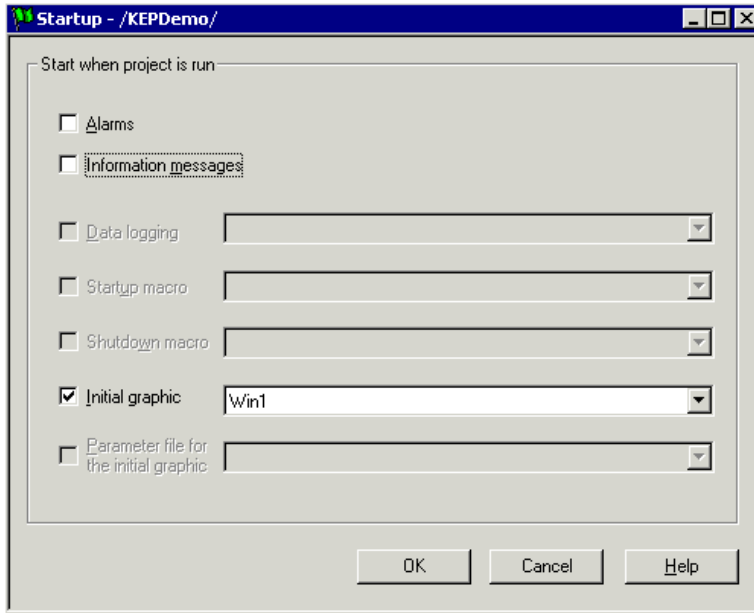 Startup - /KEPDemo/
Start when project is run
Alarms
Information messages
Data logging
Startup macro
Shutdown macro
Initial graphic
Win1
Parameter file for
the initial graphic
OK
Cancel
Help